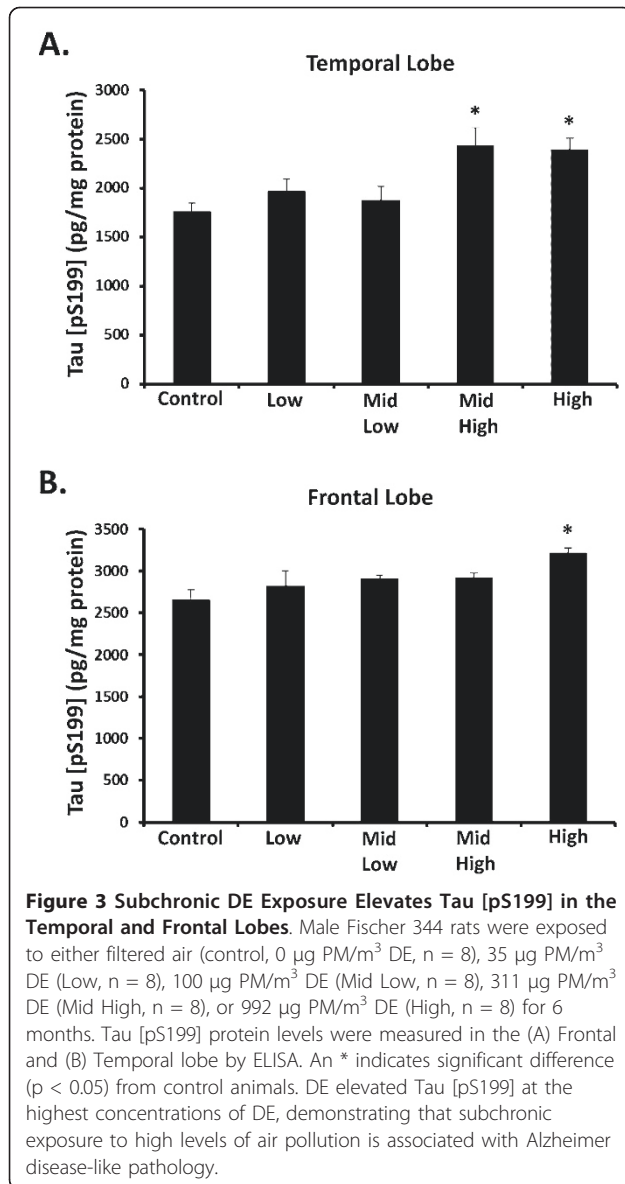 A.
Temporal Lobe
Tau [pS199] (pg/mg protein)
3000
2500
2000
1500
1000
500
0
*
*
Control
Low
Mid
Low
Mid
High
High
B.
Frontal Lobe
Tau [pS199] (pg/mg protein)
3500
3000
2500
2000
1500
1000
500
0
*
Control
Low
Mid
Low
Mid
High
High
Figure 3 Subchronic DE Exposure Elevates Tau [pS199] in the
Temporal and Frontal Lobes. Male Fischer 344 rats were exposed
to either filtered air (control, 0 μg PM/m³ DE, n = 8), 35 μg PM/m³
DE (Low, n = 8), 100 μg PM/m³ DE (Mid Low, n = 8), 311 μg PM/m³
DE (Mid High, n = 8), or 992 μg PM/m³ DE (High, n = 8) for 6
months. Tau [pS199] protein levels were measured in the (A) Frontal
and (B) Temporal lobe by ELISA. An * indicates significant difference
(p < 0.05) from control animals. DE elevated Tau [pS199] at the
highest concentrations of DE, demonstrating that subchronic
exposure to high levels of air pollution is associated with Alzheimer
disease-like pathology.